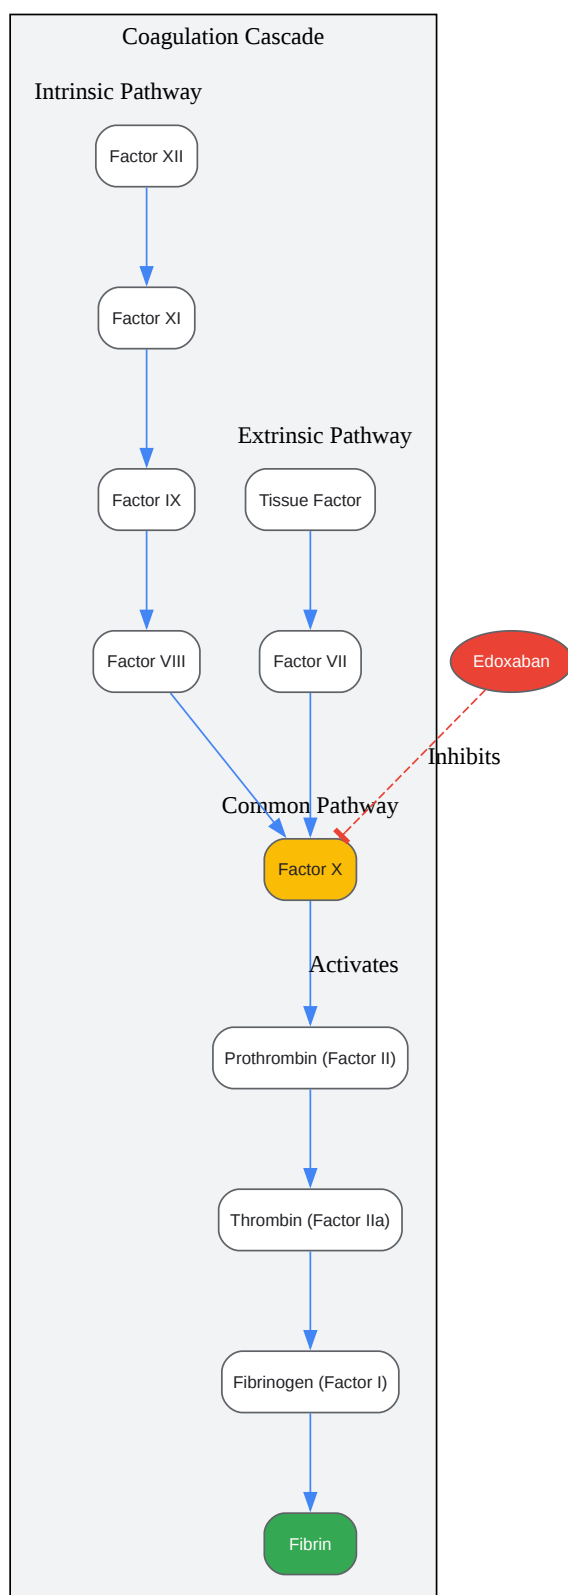 Coagulation Cascade
Intrinsic Pathway
Factor XII
Factor XI
Extrinsic Pathway
Factor IX
Tissue Factor
Factor VIII
Factor VII
Edoxaban
Inhibits
Common Pathway
Factor X
Activates
Prothrombin (Factor II)
Thrombin (Factor IIa)
Fibrinogen (Factor I)
Fibrin